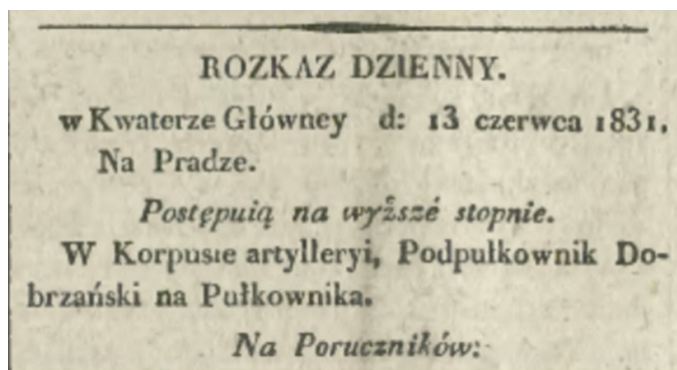 ROZKAZ DZIENNY.
w Kwaterze Główney d: 13 czerwca 1831.
Na Pradze.
Postępuią na wyższé stopnie.
W Korpusie artylleryi, Podpułkownik Do-
brzański na Pułkownika.
Na Poruczników: